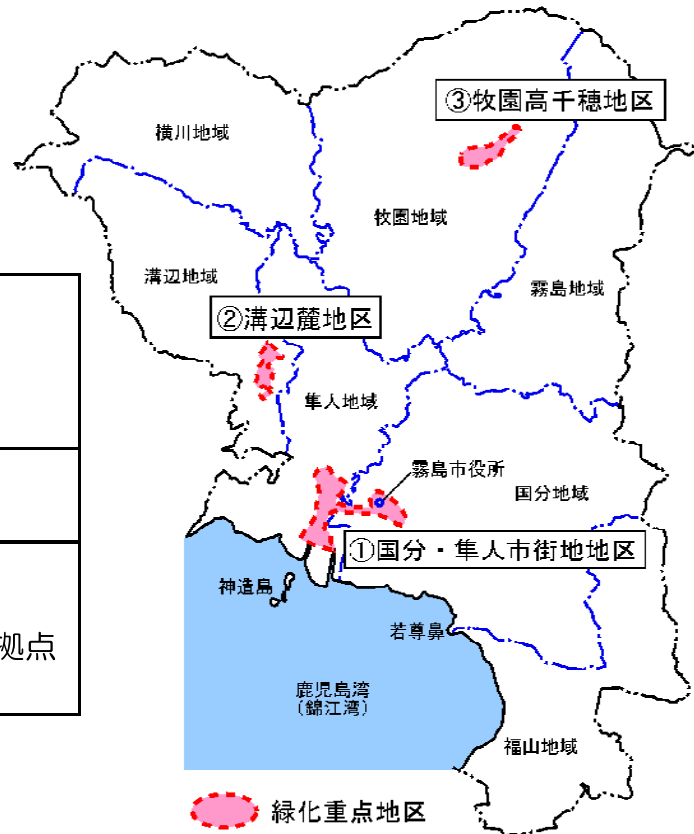 ③牧園高千穂地区
横川地域
牧園地域
溝辺地域
霧島地域
②溝辺麓地区
隼人地域
霧島市役所
国分地域
①国分・隼人市街地地区
神造島
若尊鼻
拠点
鹿児島湾
(錦江湾)
福山地域
緑化重点地区